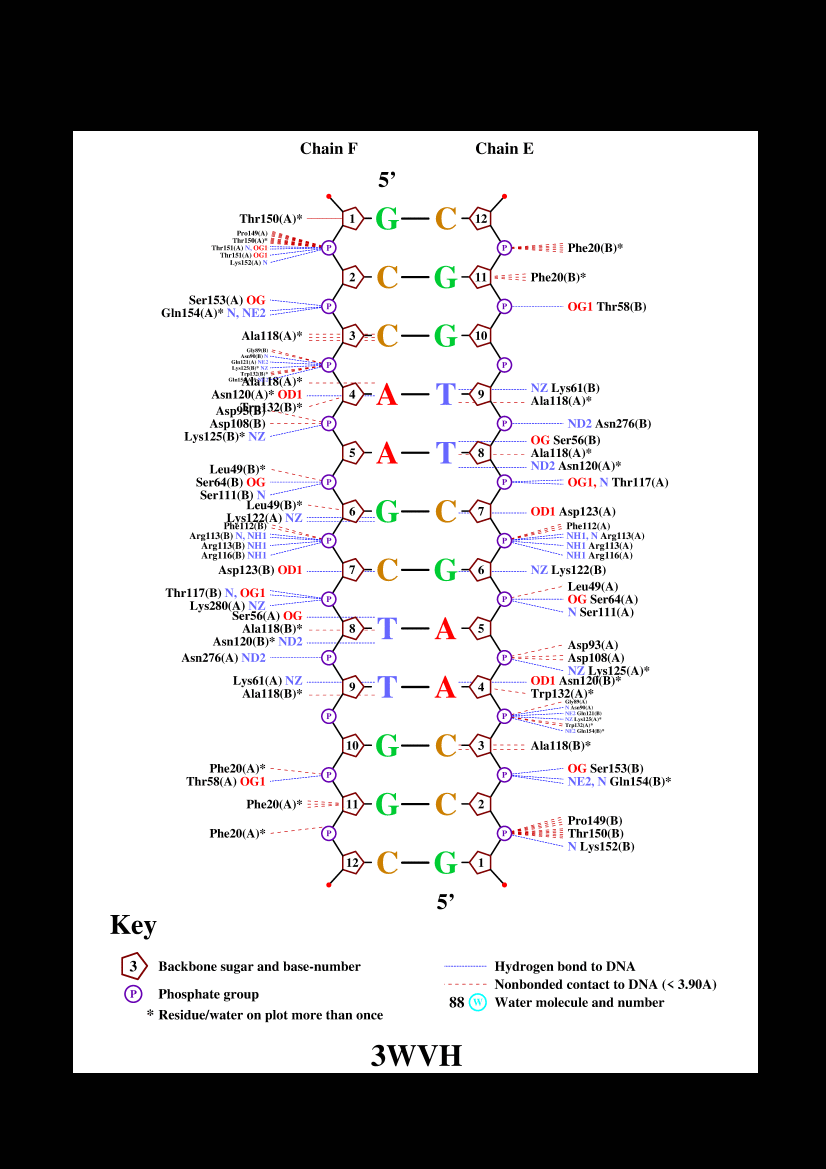 Chain F Chain E
5’
Thr150(A)* 1 G C 12
Pro149(A)
Thr150(A)*
Thr151(A) N, OG1 P P Phe20(B)*
Thr151(A) OG1
Lys152(A) N
2 C G 11 Phe20(B)*
Ser153(A) OG P P OG1 Thr58(B)
Gln154(A)* N, NE2
Ala118(A)* 3 C G 10
Gly89(B)
Asn90(B) N
Gln121(A) NE2 P P
Lys125(B)* NZ
Trp132(B)*
Ala118(A)* NZ Lys61(B)
Asn120(A)* OD1 4 A T 9 Ala118(A)*
Trp132(B)*
Asp93(B)
Asp108(B) P P ND2 Asn276(B)
Lys125(B)* NZ
OG Ser56(B)
5 A T 8 Ala118(A)*
ND2 Asn120(A)*
Leu49(B)*
Ser64(B) OG P P OG1, N Thr117(A)
Ser111(B) N
Leu49(B)* 6 G C 7 OD1 Asp123(A)
Lys122(A) NZ
Phe112(B) Phe112(A)
Arg113(B) N, NH1 P P NH1, N Arg113(A)
Arg113(B) NH1 NH1 Arg113(A)
Arg116(B) NH1 NH1 Arg116(A)
Asp123(B) OD1 7 C G 6 NZ Lys122(B)
Leu49(A)
Thr117(B) N, OG1 P P OG Ser64(A)
Lys280(A) NZ N Ser111(A)
Ser56(A) OG
Ala118(B)* 8 T A 5
Asn120(B)* ND2
Asp93(A)
Asn276(A) ND2 P P Asp108(A)
NZ Lys125(A)*
Lys61(A) NZ 9 T A 4 OD1 Asn120(B)*
Ala118(B)* Trp132(A)*
Gly89(A)
N Asn90(A)
P P NE2 Gln121(B)
NZ Lys125(A)*
Trp132(A)*
NE2 Gln154(B)*
10 G C 3 Ala118(B)*
Phe20(A)* P P OG Ser153(B)
Thr58(A) OG1 NE2, N Gln154(B)*
Phe20(A)* 11 G C 2
Pro149(B)
Phe20(A)* P P Thr150(B)
N Lys152(B)
12 C G 1
5’
Key
3 Backbone sugar and base-number
P Phosphate group
* Residue/water on plot more than once
Hydrogen bond to DNA
Nonbonded contact to DNA (< 3.90A)
88 W Water molecule and number
3WVH